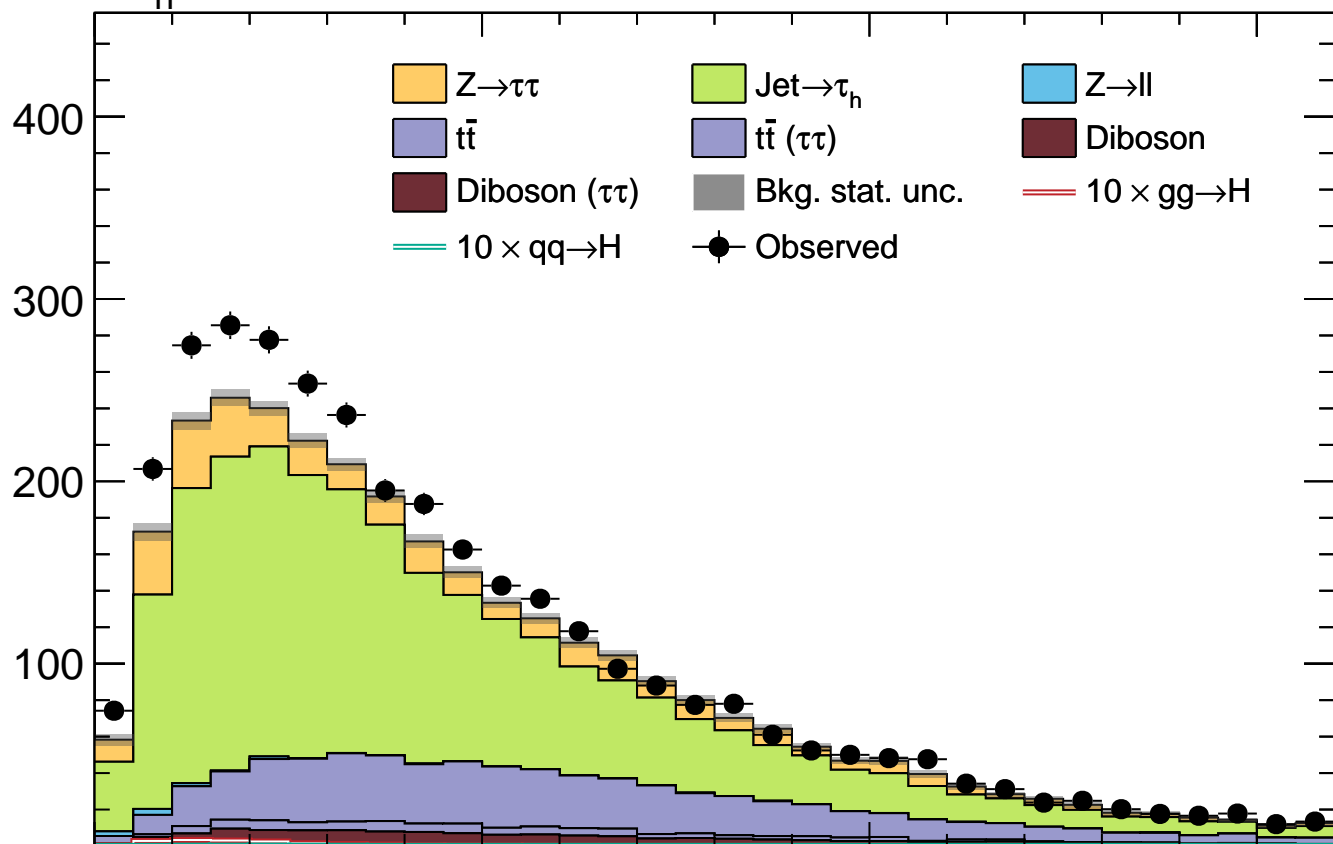 Z→ττ Jet→τₕ Z→ll
tt̄ tt̄ (ττ) Diboson
Diboson (ττ) Bkg. stat. unc. 10 × gg→H
10 × qq→H Observed
400
300
200
100